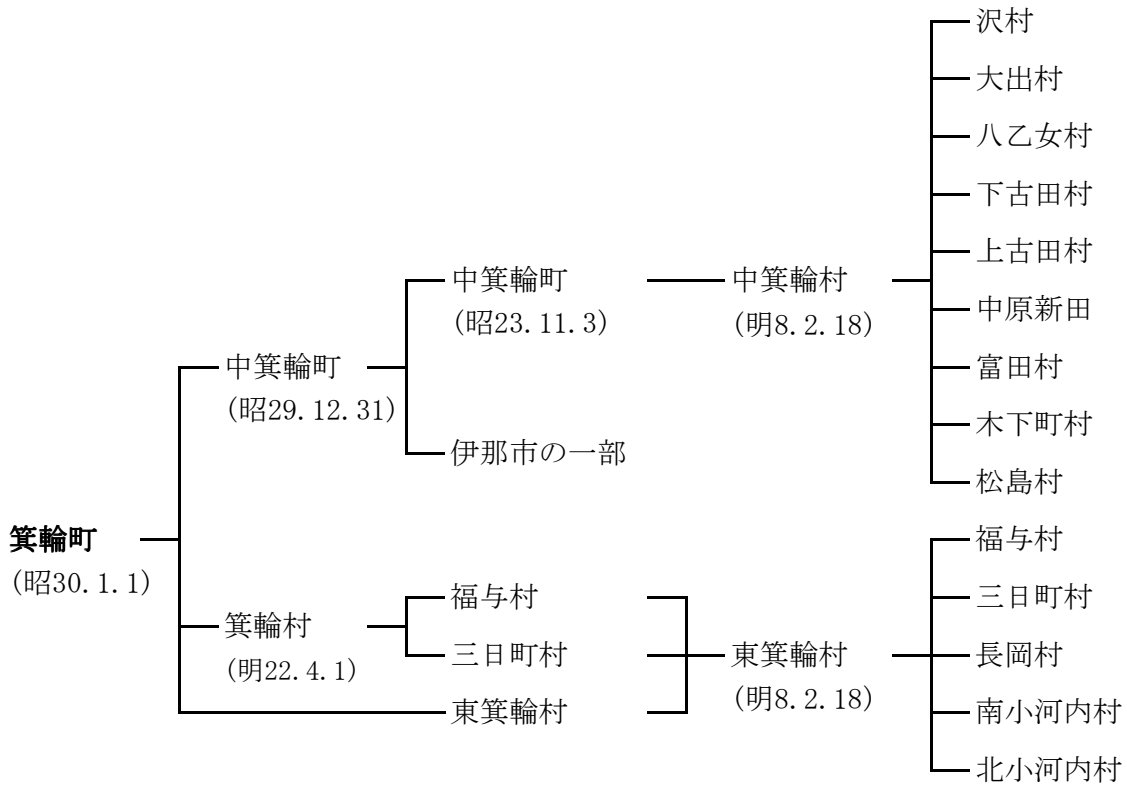 沢村
大出村
八乙女村
下古田村
上古田村
中箕輪町
中箕輪村
(昭23.11.3)
(明8.2.18)
中原新田
中箕輪町
富田村
(昭29.12.31)
木下町村
伊那市の一部
松島村
箕輪町
福与村
(昭30.1.1)
福与村
三日町村
箕輪村
(明22.4.1)
三日町村
東箕輪村
長岡村
(明8.2.18)
東箕輪村
南小河内村
北小河内村